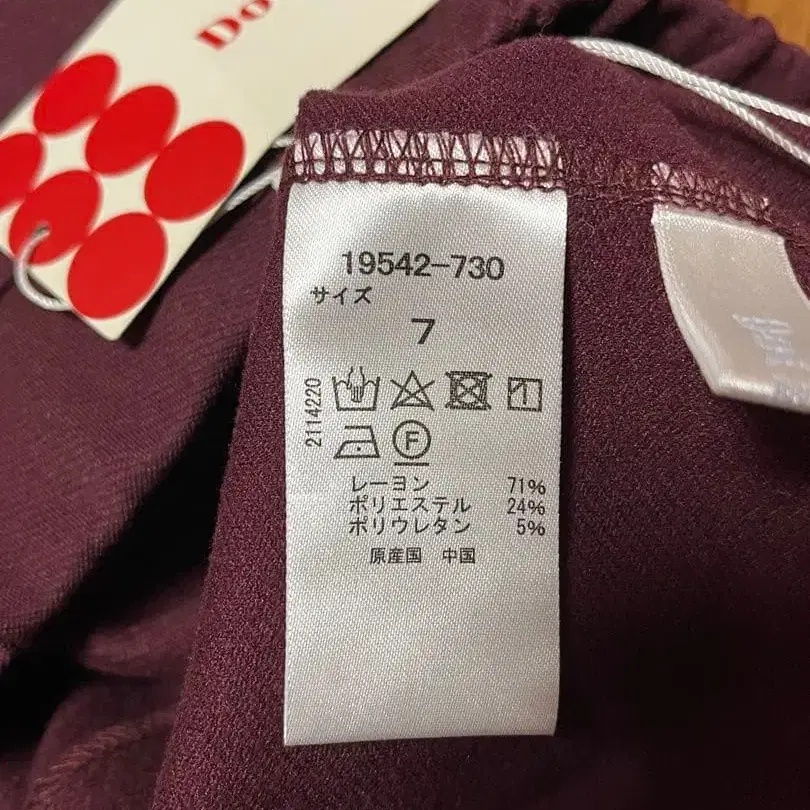 Do
19542-730
サイズ
7
2114220
F
レーヨン 71%
ポリエステル 24%
ポリウレタン 5%
原産国 中国